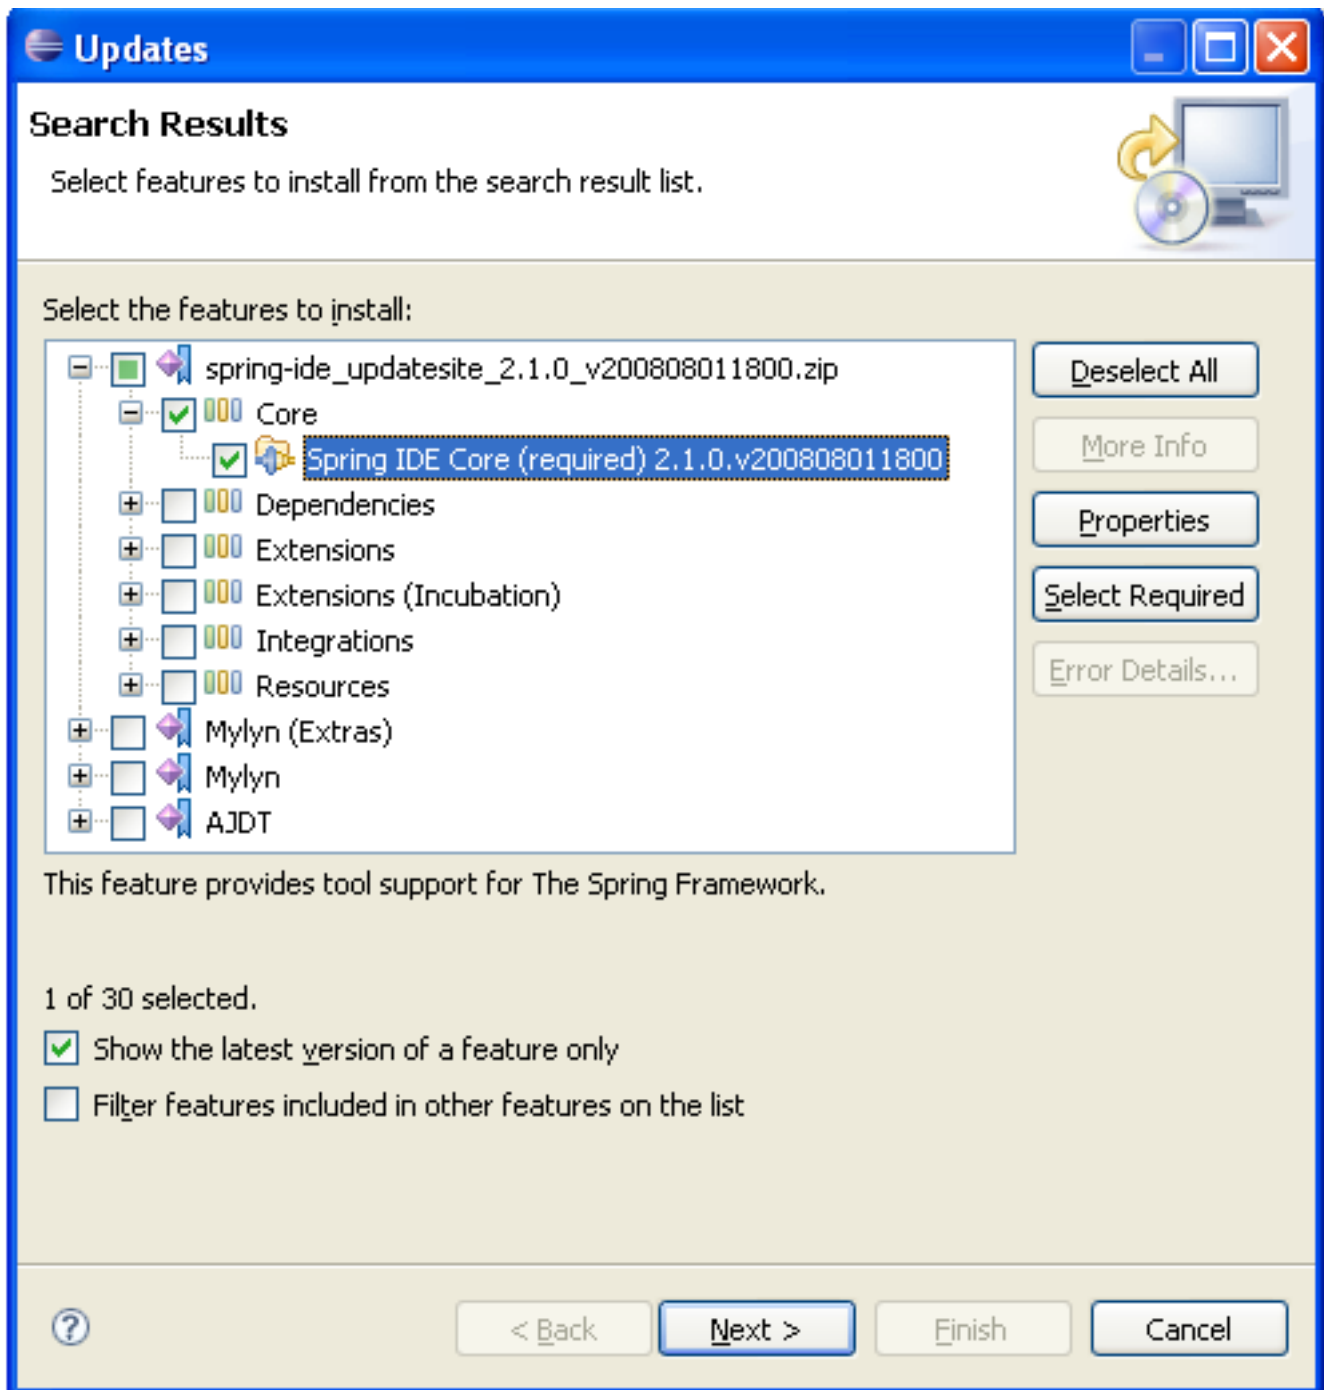 Updates
Search Results
Select features to install from the search result list.
Select the features to install:
spring-ide_updatesite_2.1.0_v200808011800.zip
Core
Spring IDE Core (required) 2.1.0.v200808011800
Dependencies
Extensions
Extensions (Incubation)
Integrations
Resources
Mylyn (Extras)
Mylyn
AJDT
Deselect All
More Info
Properties
Select Required
Error Details...
This feature provides tool support for The Spring Framework.
1 of 30 selected.
Show the latest version of a feature only
Filter features included in other features on the list
? < Back Next > Finish Cancel